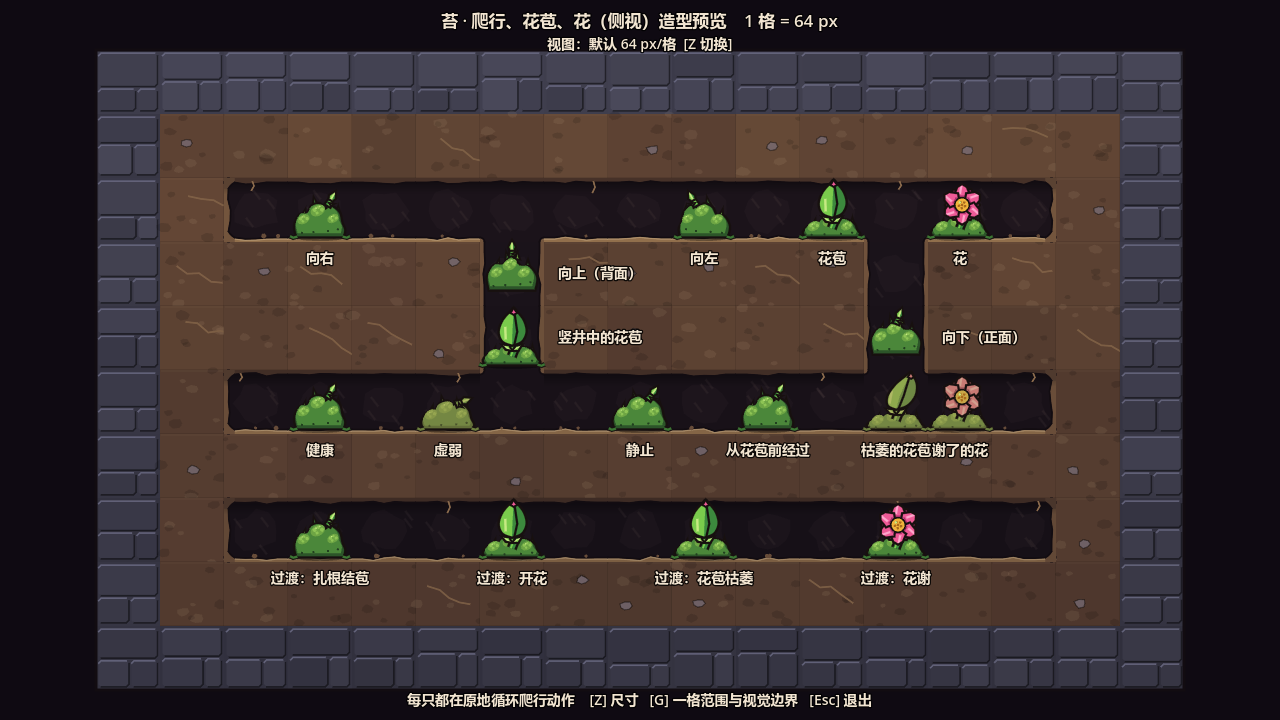 苔 · 爬行、花苞、花（侧视）造型预览 1 格 = 64 px
视图：默认 64 px/格 [Z 切换]
向右 向左 花苞 花
向上（背面）
竖井中的花苞 向下（正面）
健康 虚弱 静止 从花苞前经过 枯萎的花苞 谢了的花
过渡：扎根结苞 过渡：开花 过渡：花苞枯萎 过渡：花谢
每只都在原地循环爬行动作 [Z] 尺寸 [G] 一格范围与视觉边界 [Esc] 退出